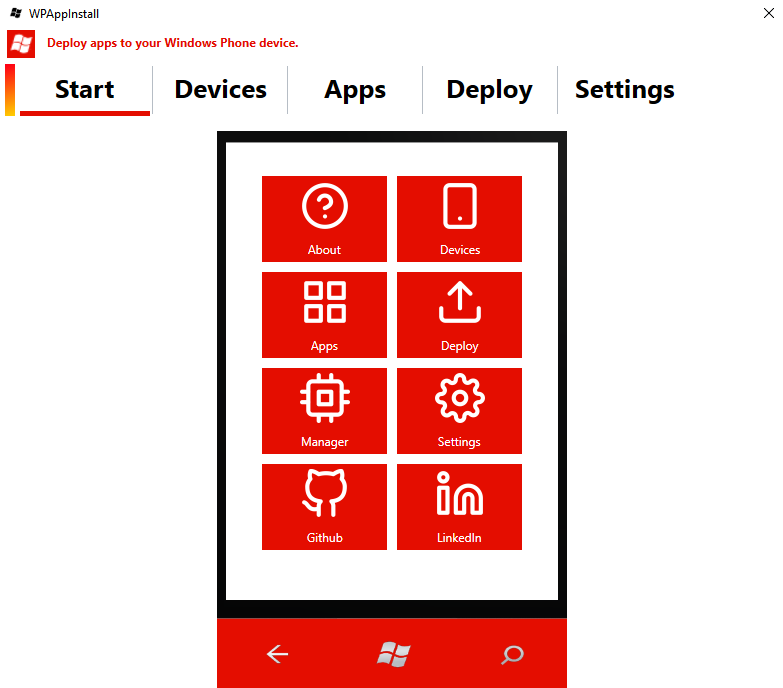 WPAppInstall
Deploy apps to your Windows Phone device.
Start Devices Apps Deploy Settings
About Devices
Apps Deploy
Manager Settings
Github LinkedIn